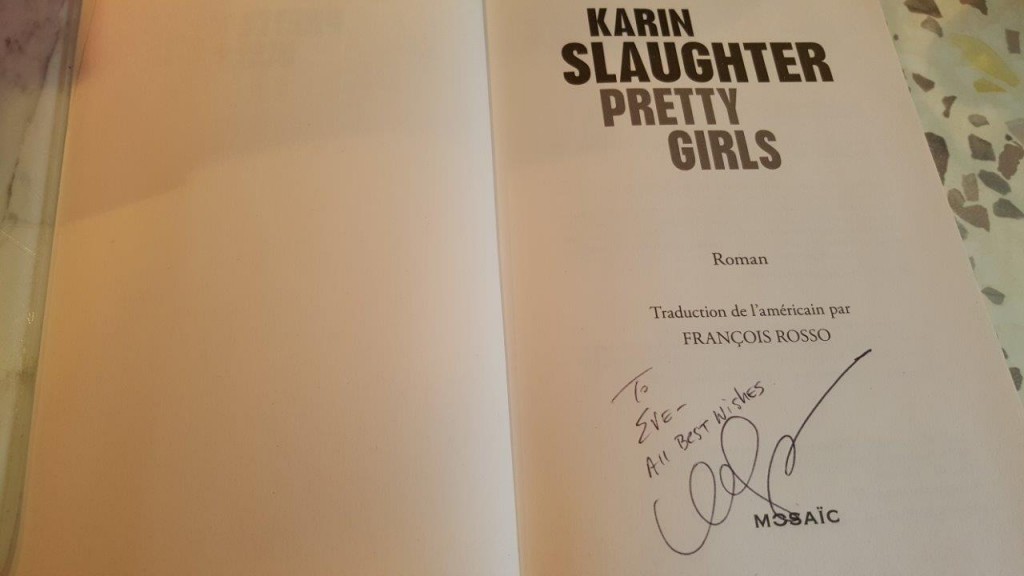 KARIN
SLAUGHTER
PRETTY
GIRLS
Roman
Traduction de l'américain par
FRANÇOIS ROSSO
To
EVE-
All BEST WISHES
MOSAÏC